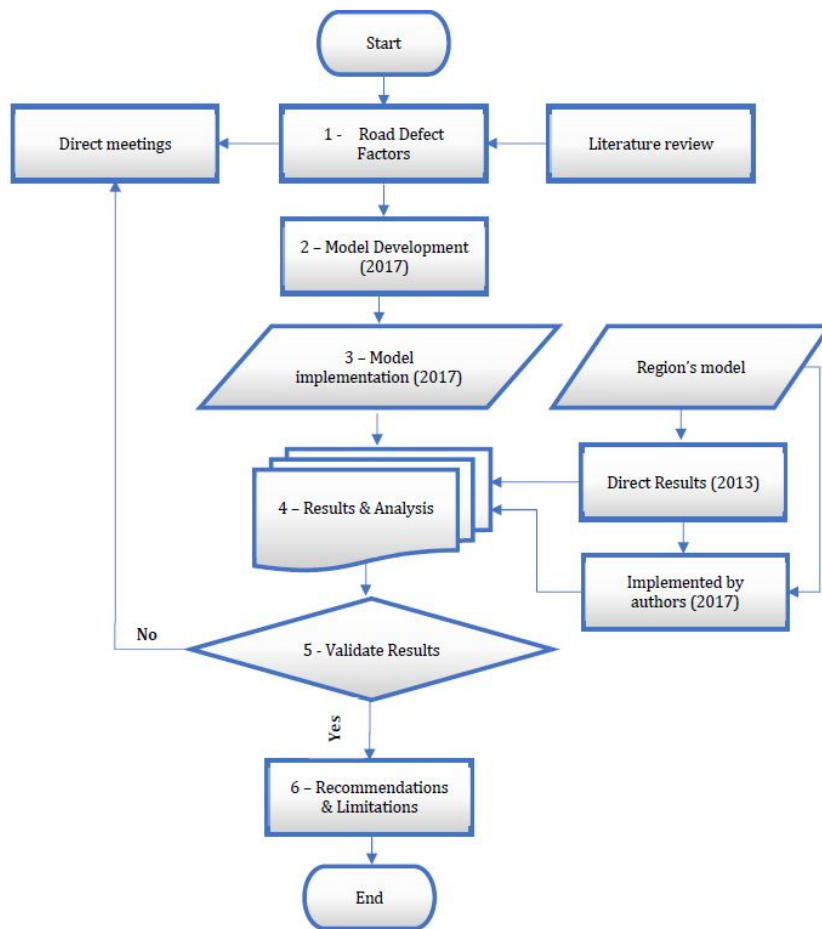 Start
Direct meetings
1 - Road Defect
Factors
Literature review
2 – Model Development
(2017)
3 – Model
implementation (2017)
Region's model
Direct Results (2013)
4 – Results & Analysis
Implemented by
authors (2017)
No
5 - Validate Results
Yes
6 – Recommendations
& Limitations
End